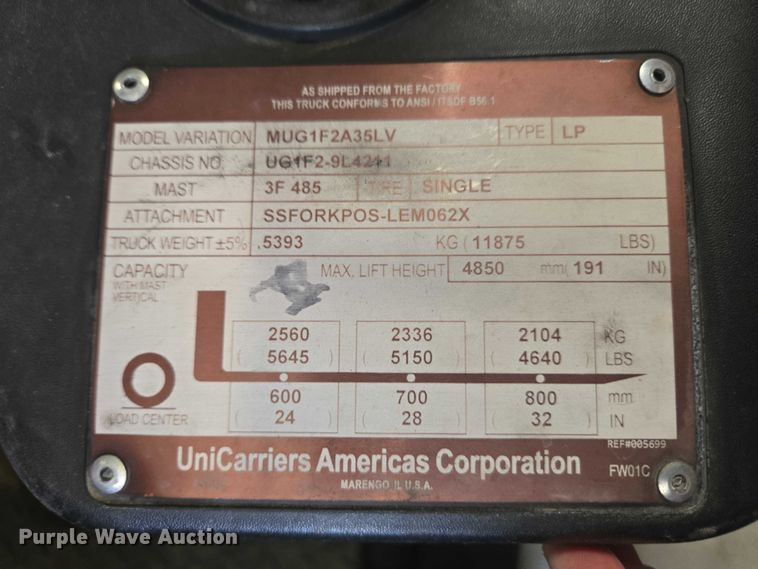 AS SHIPPED FROM THE FACTORY
THIS TRUCK CONFORMS TO ANSI / ITSDF B56.1
MODEL VARIATION MUG1F2A35LV TYPE LP
CHASSIS NO. UG1F2-9L4211
MAST 3F 485 TIRE SINGLE
ATTACHMENT SSFORKPOS-LEM062X
TRUCK WEIGHT ±5% .5393 KG ( 11875 LBS)
CAPACITY MAX. LIFT HEIGHT 4850 mm ( 191 IN)
WITH MAST
VERTICAL
2560 2336 2104 KG
( 5645 ) ( 5150 ) ( 4640 ) LBS
600 700 800 mm
LOAD CENTER ( 24 ) ( 28 ) ( 32 ) IN
REF#005699
UniCarriers Americas Corporation FW01C
MARENGO IL U.S.A.
Purple Wave Auction